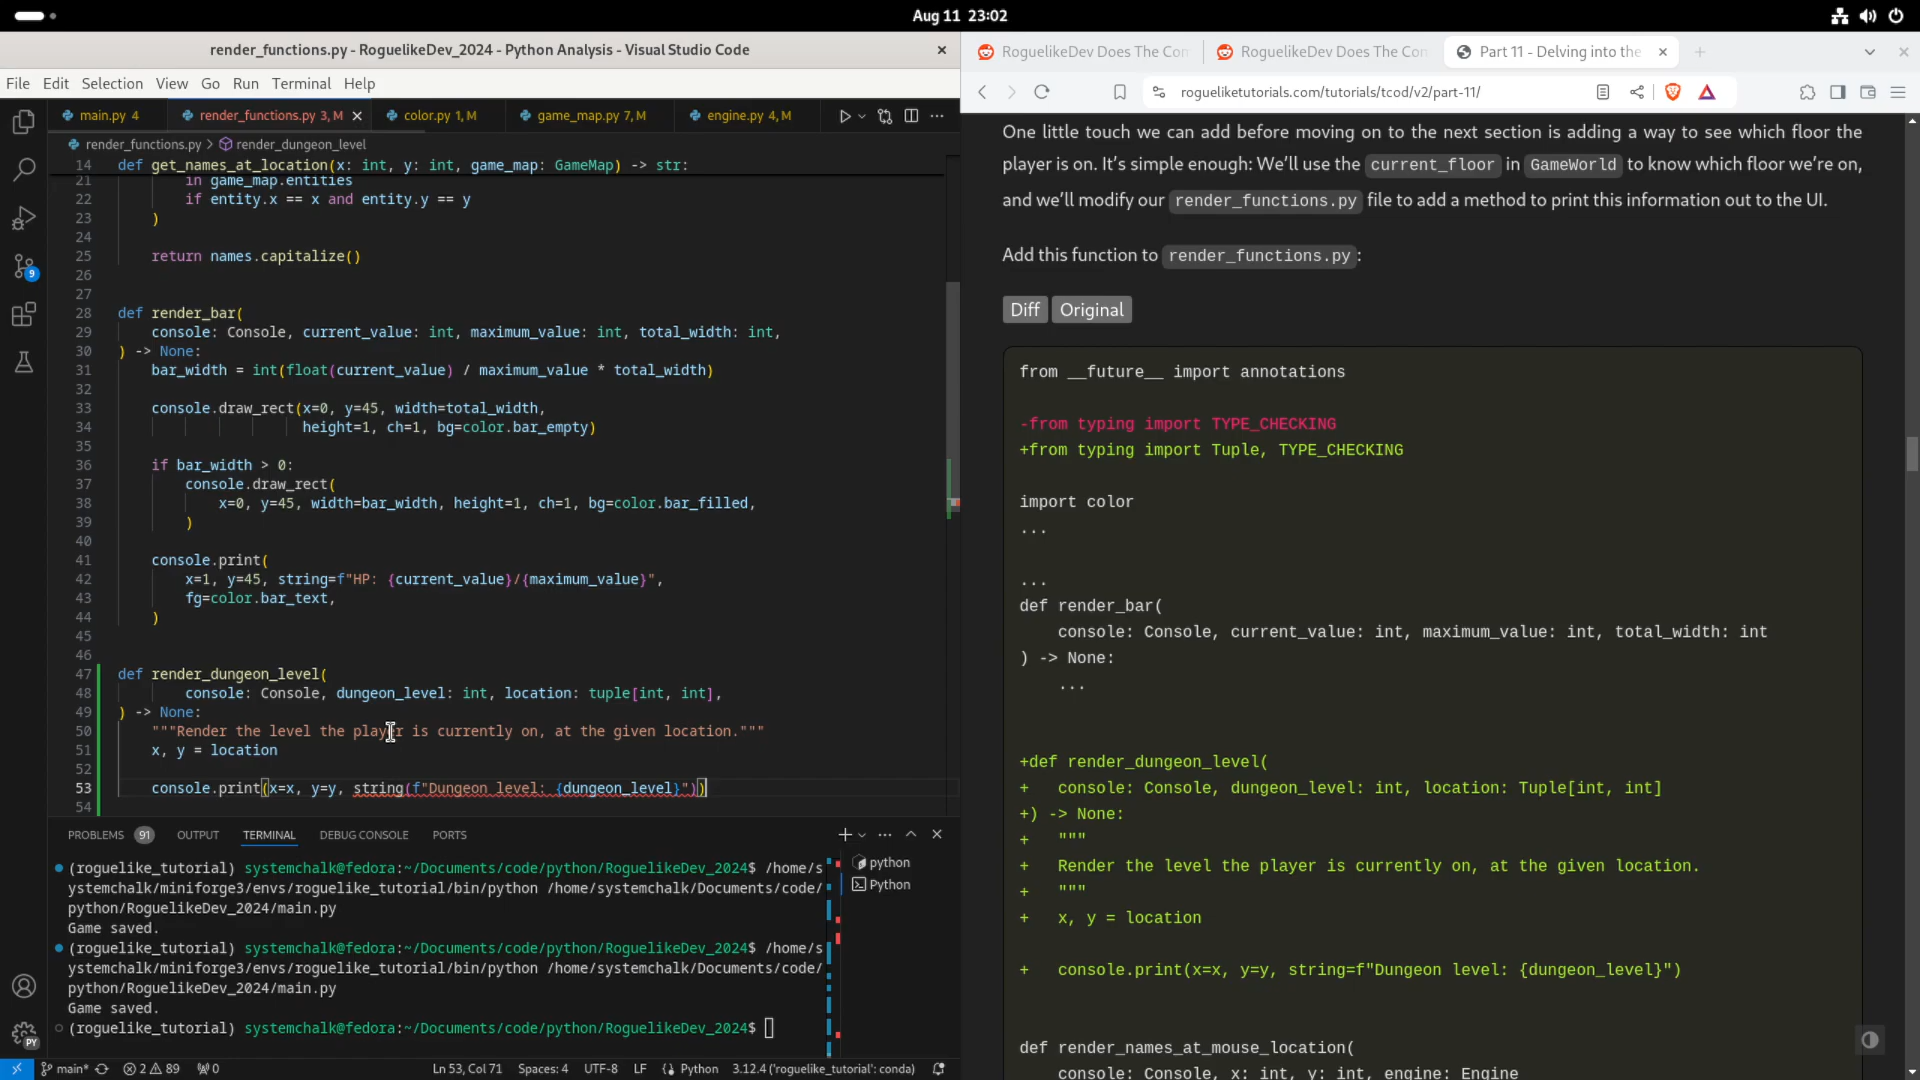 Aug 11 23:02
render_functions.py - RoguelikeDev_2024 - Python Analysis - Visual Studio Code
File Edit Selection View Go Run Terminal Help
main.py 4 render_functions.py 3, M color.py 1, M game_map.py 7, M engine.py 4, M
render_functions.py > render_dungeon_level
14 def get_names_at_location(x: int, y: int, game_map: GameMap) -> str:
21 in game_map.entities
22 if entity.x == x and entity.y == y
23 )
24
25 return names.capitalize()
26
27
28 def render_bar(
29 console: Console, current_value: int, maximum_value: int, total_width: int,
30 ) -> None:
31 bar_width = int(float(current_value) / maximum_value * total_width)
32
33 console.draw_rect(x=0, y=45, width=total_width,
34 height=1, ch=1, bg=color.bar_empty)
35
36 if bar_width > 0:
37 console.draw_rect(
38 x=0, y=45, width=bar_width, height=1, ch=1, bg=color.bar_filled,
39 )
40
41 console.print(
42 x=1, y=45, string=f"HP: {current_value}/{maximum_value}",
43 fg=color.bar_text,
44 )
45
46
47 def render_dungeon_level(
48 console: Console, dungeon_level: int, location: tuple[int, int],
49 ) -> None:
50 """Render the level the player is currently on, at the given location."""
51 x, y = location
52
53 console.print(x=x, y=y, string(f"Dungeon level: {dungeon_level}"))
54
PROBLEMS 91 OUTPUT TERMINAL DEBUG CONSOLE PORTS
(roguelike_tutorial) systemchalk@fedora:~/Documents/code/python/RoguelikeDev_2024$ /home/s
ystemchalk/miniforge3/envs/roguelike_tutorial/bin/python /home/systemchalk/Documents/code/
python/RoguelikeDev_2024/main.py
Game saved.
(roguelike_tutorial) systemchalk@fedora:~/Documents/code/python/RoguelikeDev_2024$ /home/s
ystemchalk/miniforge3/envs/roguelike_tutorial/bin/python /home/systemchalk/Documents/code/
python/RoguelikeDev_2024/main.py
Game saved.
(roguelike_tutorial) systemchalk@fedora:~/Documents/code/python/RoguelikeDev_2024$
python
Python
9
PY
main* 2 89 0 Ln 53, Col 71 Spaces: 4 UTF-8 LF Python 3.12.4 ('roguelike_tutorial': conda)
RoguelikeDev Does The Con RoguelikeDev Does The Con Part 11 - Delving into the
rogueliketutorials.com/tutorials/tcod/v2/part-11/
One little touch we can add before moving on to the next section is adding a way to see which floor the
player is on. It's simple enough: We'll use the current_floor in GameWorld to know which floor we're on,
and we'll modify our render_functions.py file to add a method to print this information out to the UI.
Add this function to render_functions.py:
Diff Original
from __future__ import annotations
-from typing import TYPE_CHECKING
+from typing import Tuple, TYPE_CHECKING
import color
...
...
def render_bar(
console: Console, current_value: int, maximum_value: int, total_width: int
) -> None:
...
+def render_dungeon_level(
+ console: Console, dungeon_level: int, location: Tuple[int, int]
+) -> None:
+ """
+ Render the level the player is currently on, at the given location.
+ """
+ x, y = location
+ console.print(x=x, y=y, string=f"Dungeon level: {dungeon_level}")
def render_names_at_mouse_location(
console: Console, x: int, y: int, engine: Engine